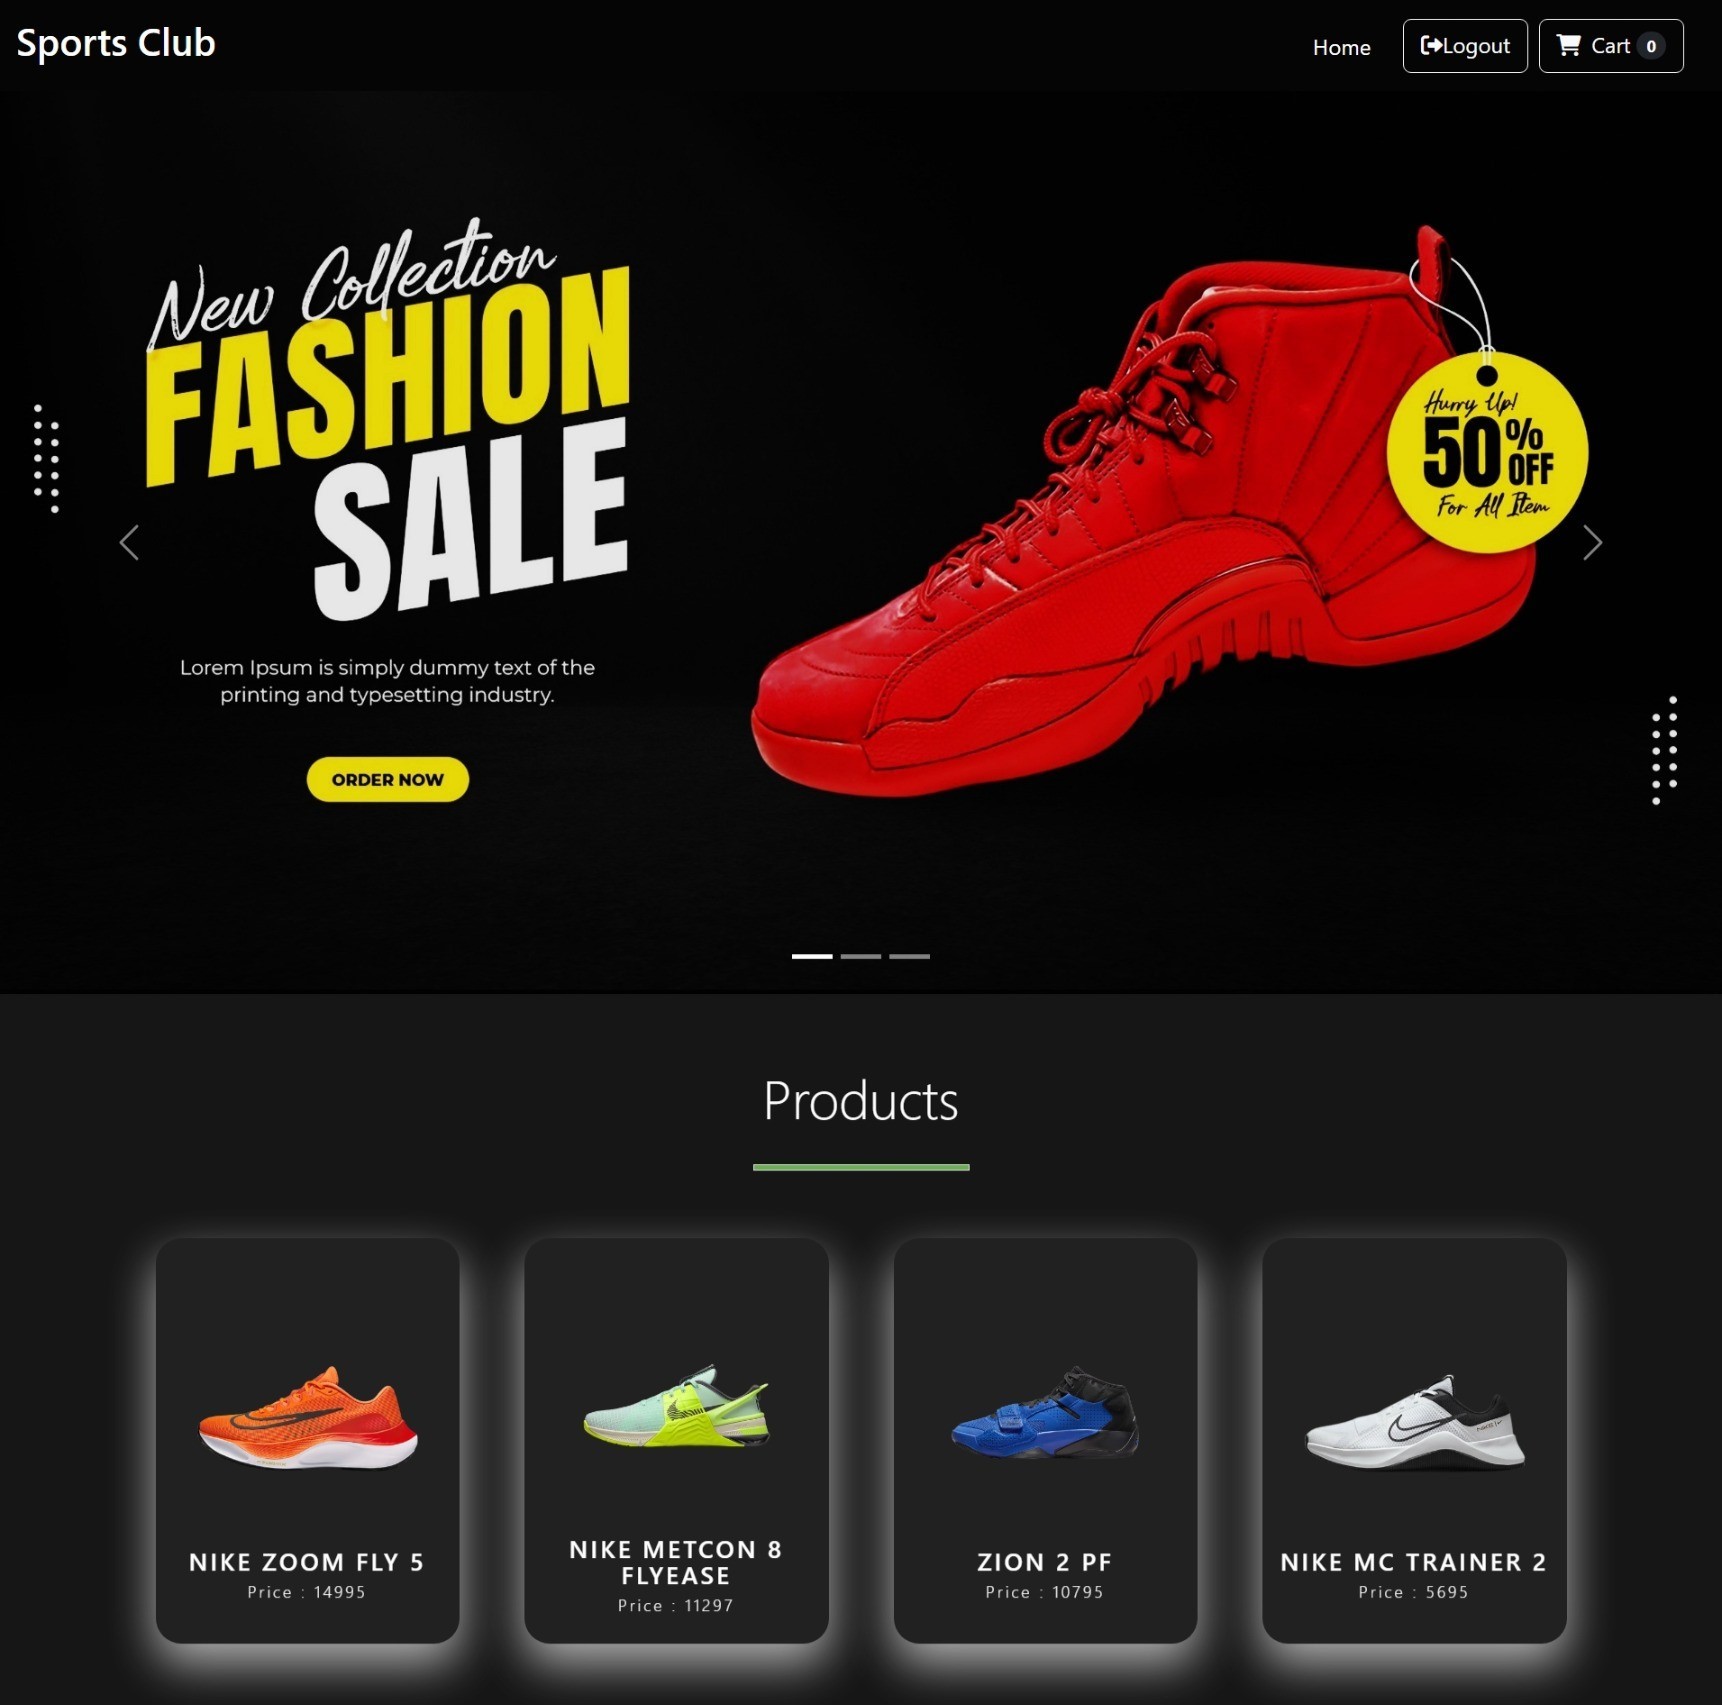 Sports Club
Home
Logout
Cart 0
New Collection
FASHION
SALE
Hurry Up!
50% OFF
For All Item
Lorem Ipsum is simply dummy text of the
printing and typesetting industry.
ORDER NOW
Products
NIKE ZOOM FLY 5
Price : 14995
NIKE METCON 8
FLYEASE
Price : 11297
ZION 2 PF
Price : 10795
NIKE MC TRAINER 2
Price : 5695